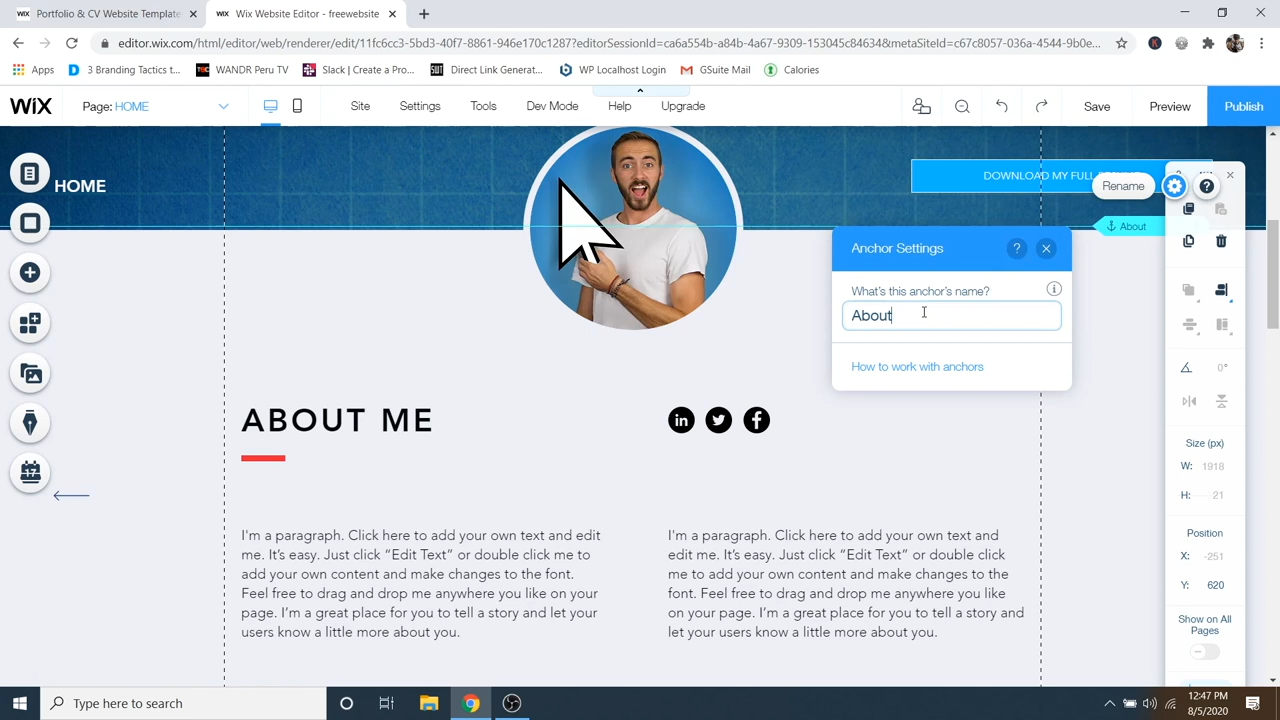 WiX Portfolio & CV Website Template
WiX Wix Website Editor - freewebsite
editor.wix.com/html/editor/web/renderer/edit/11fc6cc3-5bd3-40f7-8861-946e170c1287?editorSessionId=ca6a554b-a84b-4a67-9309-153045c84634&metaSiteId=c67c8057-036a-4544-9b0e...
Apps
3 Branding Tactics t...
WANDR Peru TV
Slack | Create a Pro...
Direct Link Generat...
WP Localhost Login
GSuite Mail
Calories
WiX
Page: HOME
Site
Settings
Tools
Dev Mode
Help
Upgrade
Save
Preview
Publish
HOME
DOWNLOAD MY FULL
Rename
?
About
Anchor Settings
?
What's this anchor's name?
About
How to work with anchors
ABOUT ME
in
f
17
I'm a paragraph. Click here to add your own text and edit
me. It's easy. Just click “Edit Text” or double click me to
add your own content and make changes to the font.
Feel free to drag and drop me anywhere you like on your
page. I'm a great place for you to tell a story and let your
users know a little more about you.
I'm a paragraph. Click here to add your own text and
edit me. It's easy. Just click “Edit Text” or double click
me to add your own content and make changes to the
font. Feel free to drag and drop me anywhere you like
on your page. I'm a great place for you to tell a story and
let your users know a little more about you.
0°
Size (px)
W: 1918
H: 21
Position
X: -251
Y: 620
Show on All
Pages
Type here to search
12:47 PM
8/5/2020